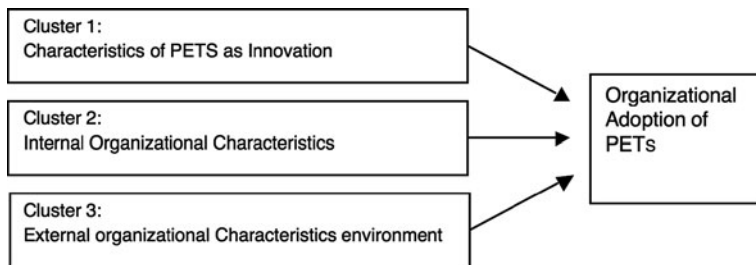 Cluster 1:
Characteristics of PETS as Innovation
Cluster 2:
Internal Organizational Characteristics
Cluster 3:
External organizational Characteristics environment
Organizational
Adoption of
PETs